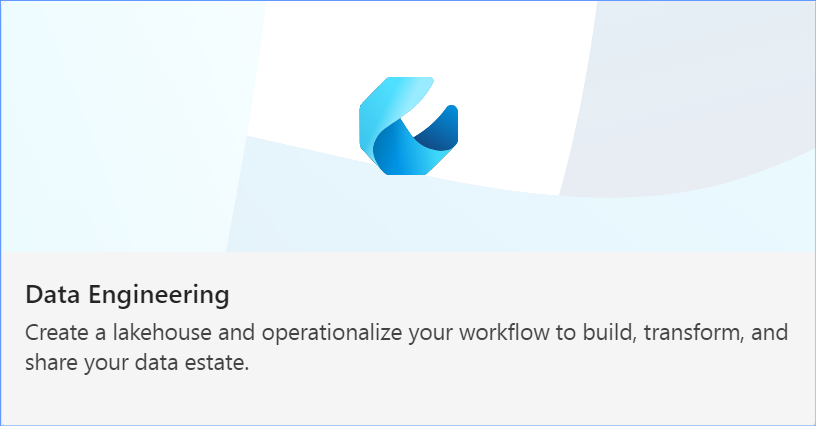 Data Engineering
Create a lakehouse and operationalize your workflow to build, transform, and
share your data estate.